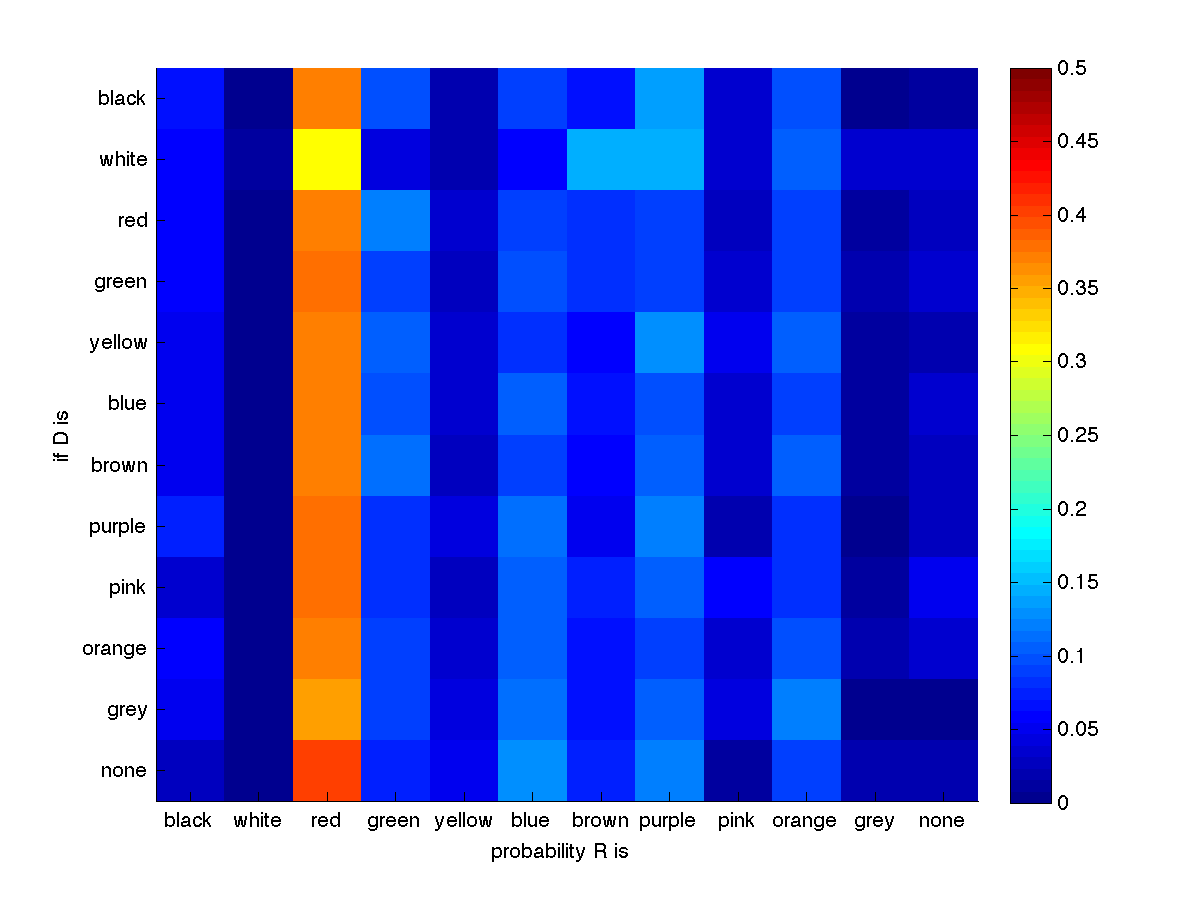 black
white
red
green
yellow
blue
brown
purple
pink
orange
grey
none
if D is
black white red green yellow blue brown purple pink orange grey none
probability R is
0.5
0.45
0.4
0.35
0.3
0.25
0.2
0.15
0.1
0.05
0